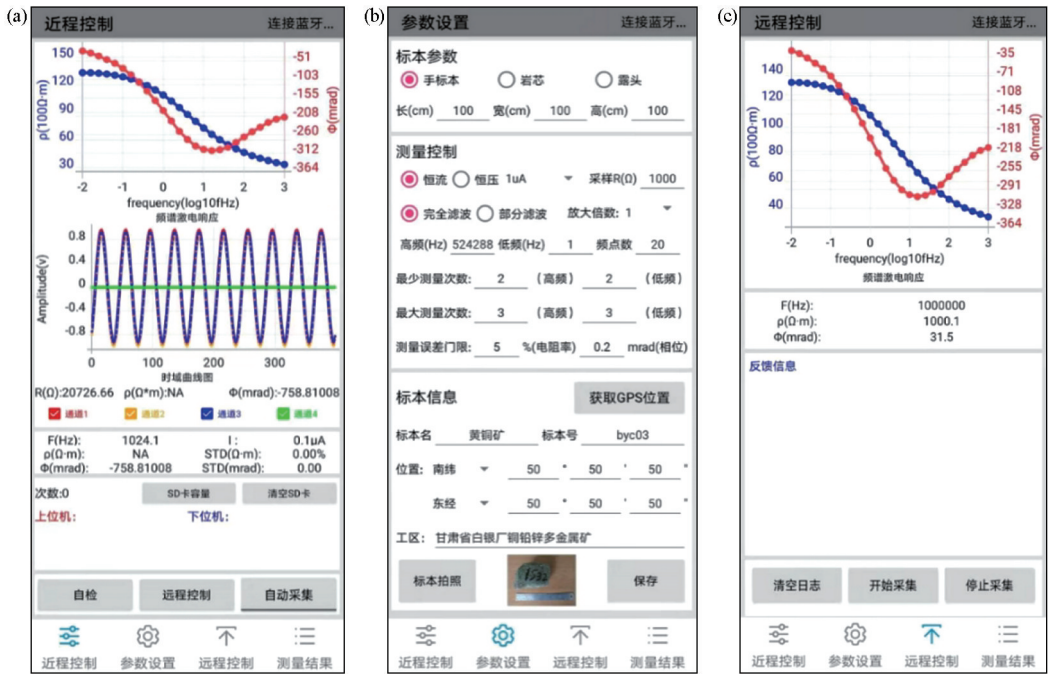 (a)
近程控制 连接蓝牙...
150
120
90
60
30
ρ(100Ω·m)
-51
-103
-155
-208
-260
-312
-364
Φ(mrad)
-2 -1 0 1 2 3
frequency(log10fHz)
频谱激电响应
0.8
0.4
0
-0.4
-0.8
Amplitude(v)
0 100 200 300
时域曲线图
R(Ω):20726.66 ρ(Ω*m):NA Φ(mrad):-758.81008
通道1 通道2 通道3 通道4
F(Hz): 1024.1 I : 0.1μA
ρ(Ω·m): NA STD(Ω·m): 0.00%
Φ(mrad): -758.81008 STD(mrad): 0.00
次数:0 SD卡容量 清空SD卡
上位机: 下位机:
自检 远程控制 自动采集
近程控制 参数设置 远程控制 测量结果
(b)
参数设置 连接蓝牙...
标本参数
手标本 岩芯 露头
长(cm) 100 宽(cm) 100 高(cm) 100
测量控制
恒流 恒压 1uA 采样R(Ω) 1000
完全滤波 部分滤波 放大倍数: 1
高频(Hz) 524288 低频(Hz) 1 频点数 20
最少测量次数: 2 (高频) 2 (低频)
最大测量次数: 3 (高频) 3 (低频)
测量误差门限: 5 %(电阻率) 0.2 mrad(相位)
标本信息 获取GPS位置
标本名 黄铜矿 标本号 byc03
位置: 南纬 50 ° 50 ′ 50 ″
东经 50 ° 50 ′ 50 ″
工区: 甘肃省白银厂铜铅锌多金属矿
标本拍照 保存
近程控制 参数设置 远程控制 测量结果
(c)
远程控制 连接蓝牙...
140
120
100
80
60
40
ρ(100Ω·m)
-35
-71
-108
-145
-181
-218
-255
-291
-328
-364
Φ(mrad)
-2 -1 0 1 2 3
frequency(log10fHz)
频谱激电响应
F(Hz): 1000000
ρ(Ω·m): 1000.1
Φ(mrad): 31.5
反馈信息
清空日志 开始采集 停止采集
近程控制 参数设置 远程控制 测量结果